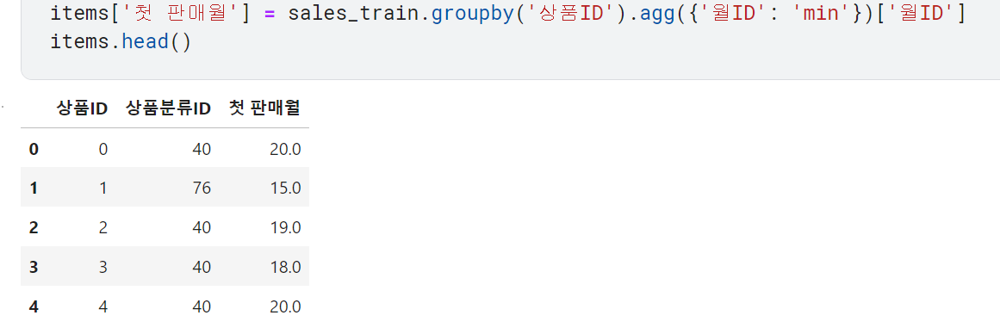 items['첫 판매월'] = sales_train.groupby('상품ID').agg({'월ID': 'min'})['월ID']
items.head()
상품ID 상품분류ID 첫 판매월
0 0 40 20.0
1 1 76 15.0
2 2 40 19.0
3 3 40 18.0
4 4 40 20.0